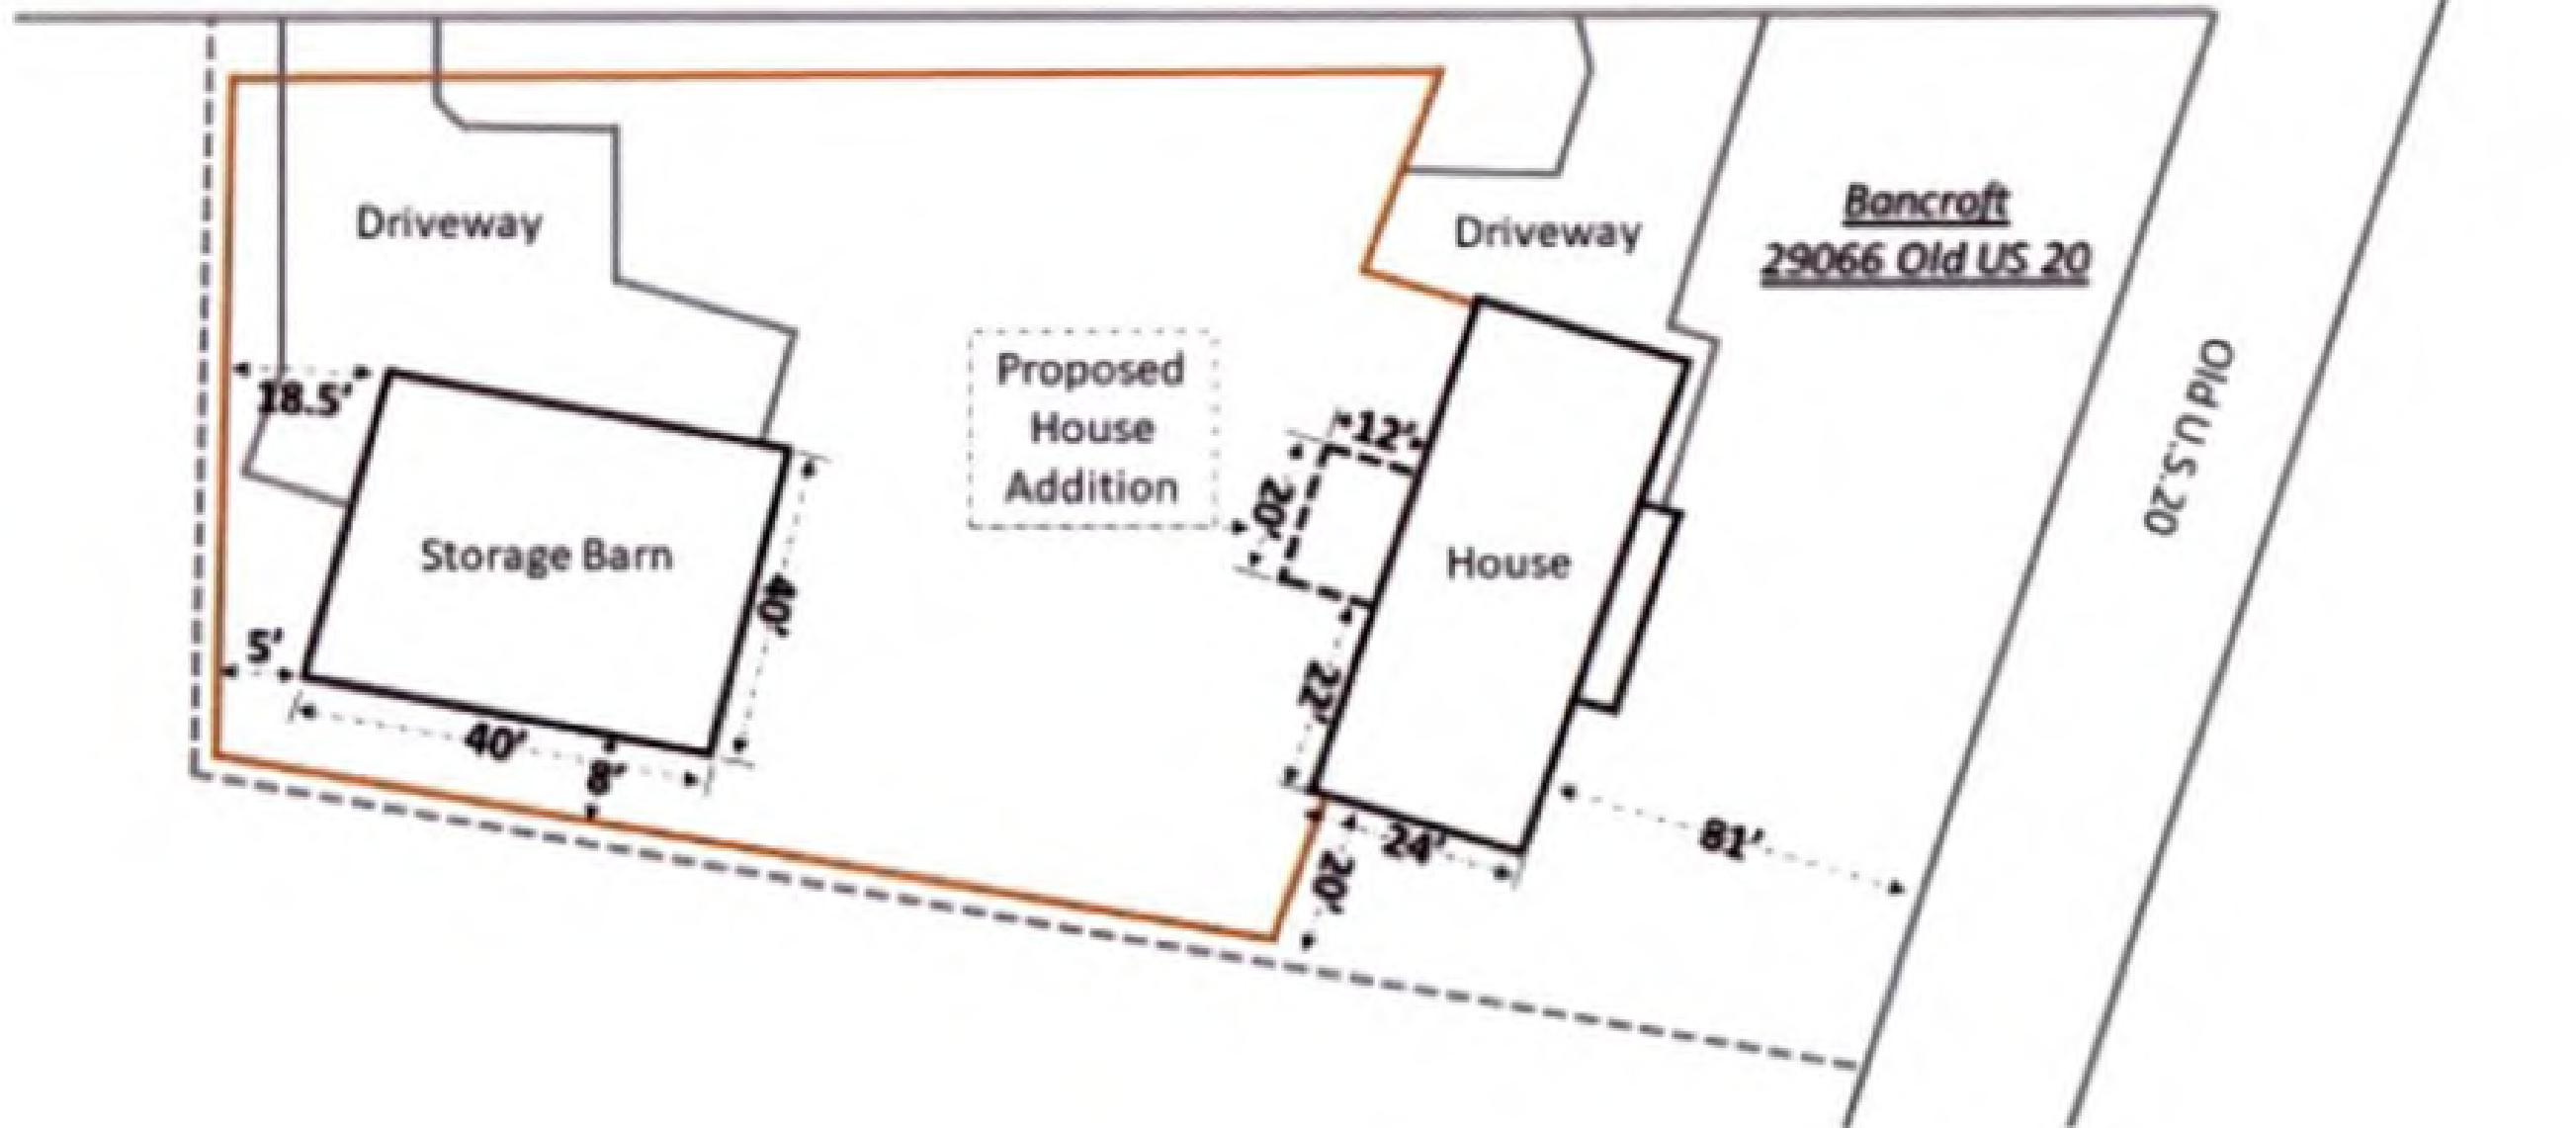 Driveway
Driveway
Bancroft
29066 Old US 20
Old U.S.20
Proposed
House
Addition
18.5'
12'
20'
Storage Barn
House
40'
5'
22'
40'
8'
24'
20'
81'